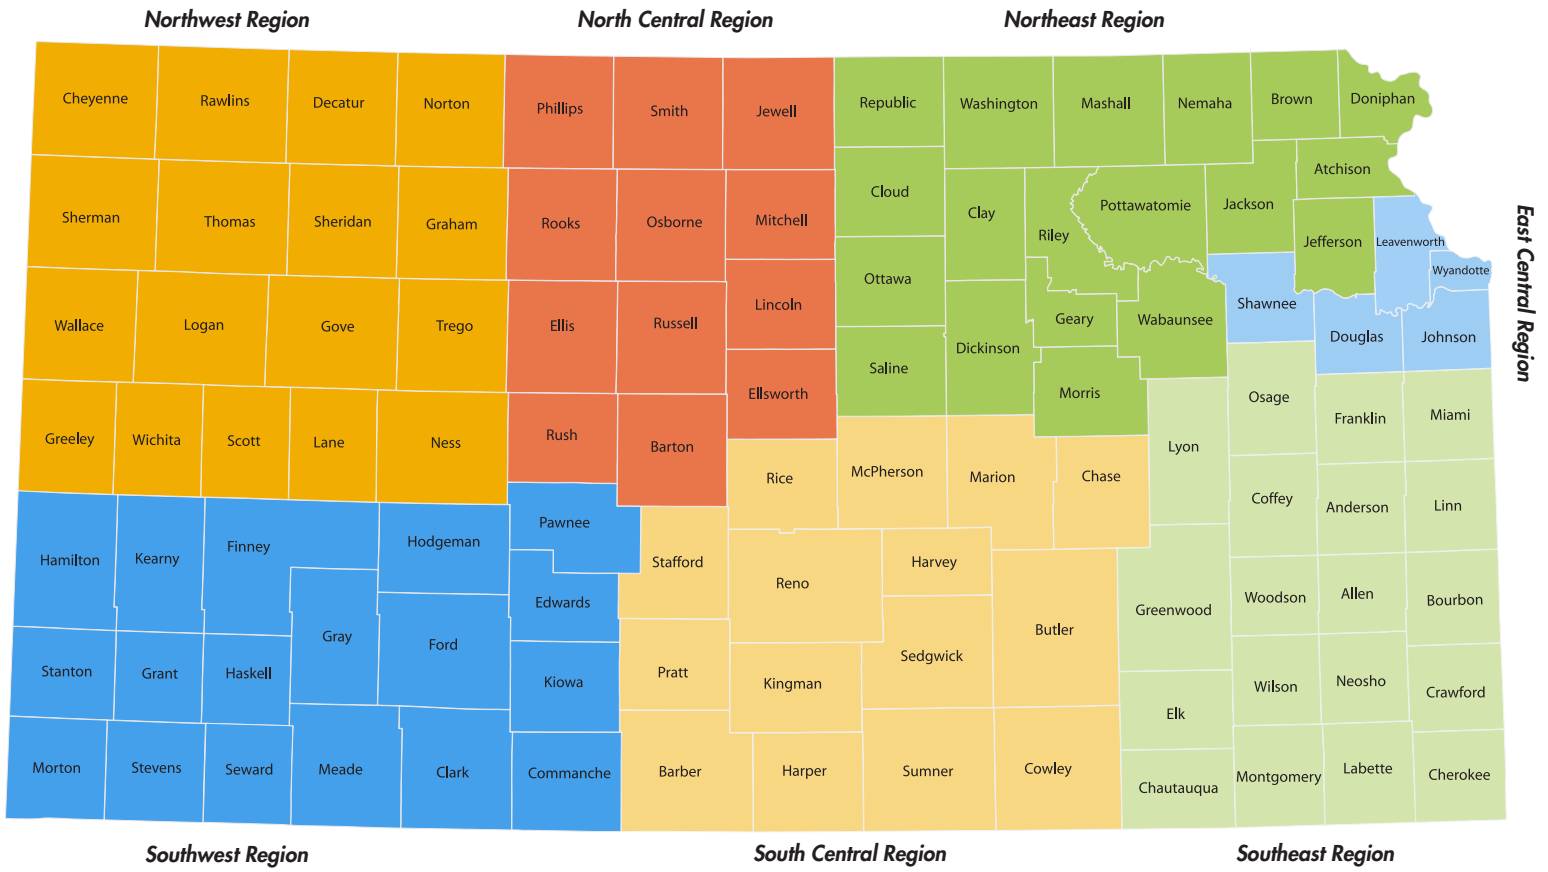 Northwest Region
North Central Region
Northeast Region
Cheyenne
Rawlins
Decatur
Norton
Phillips
Smith
Jewell
Republic
Washington
Mashall
Nemaha
Brown
Doniphan
Sherman
Thomas
Sheridan
Graham
Rooks
Osborne
Mitchell
Cloud
Clay
Riley
Pottawatomie
Jackson
Atchison
Jefferson
Leavenworth
Wyandotte
East Central Region
Wallace
Logan
Gove
Trego
Ellis
Russell
Lincoln
Ottawa
Saline
Dickinson
Geary
Wabaunsee
Shawnee
Douglas
Johnson
Greeley
Wichita
Scott
Lane
Ness
Rush
Barton
Ellsworth
Morris
Rice
McPherson
Marion
Chase
Lyon
Osage
Franklin
Miami
Coffey
Anderson
Linn
Hamilton
Kearny
Finney
Hodgeman
Pawnee
Stafford
Reno
Harvey
Edwards
Gray
Ford
Butler
Greenwood
Woodson
Allen
Bourbon
Stanton
Grant
Haskell
Kiowa
Pratt
Kingman
Sedgwick
Elk
Wilson
Neosho
Crawford
Morton
Stevens
Seward
Meade
Clark
Commanche
Barber
Harper
Sumner
Cowley
Chautauqua
Montgomery
Labette
Cherokee
Southwest Region
South Central Region
Southeast Region